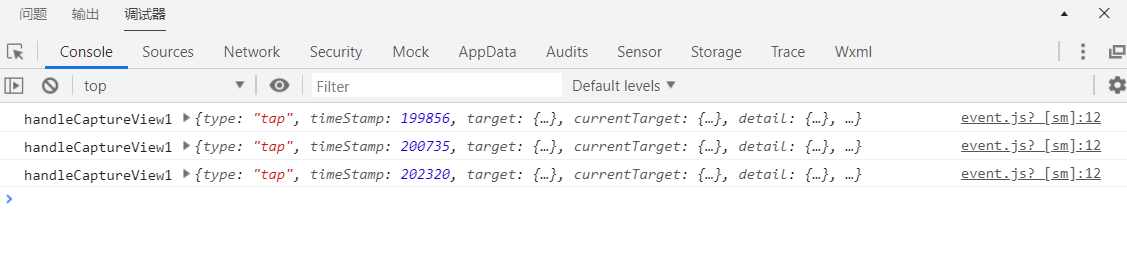 问题 输出 调试器
Console Sources Network Security Mock AppData Audits Sensor Storage Trace Wxml
top Filter Default levels
handleCaptureView1 {type: "tap", timeStamp: 199856, target: {…}, currentTarget: {…}, detail: {…}, …} event.js? [sm]:12
handleCaptureView1 {type: "tap", timeStamp: 200735, target: {…}, currentTarget: {…}, detail: {…}, …} event.js? [sm]:12
handleCaptureView1 {type: "tap", timeStamp: 202320, target: {…}, currentTarget: {…}, detail: {…}, …} event.js? [sm]:12